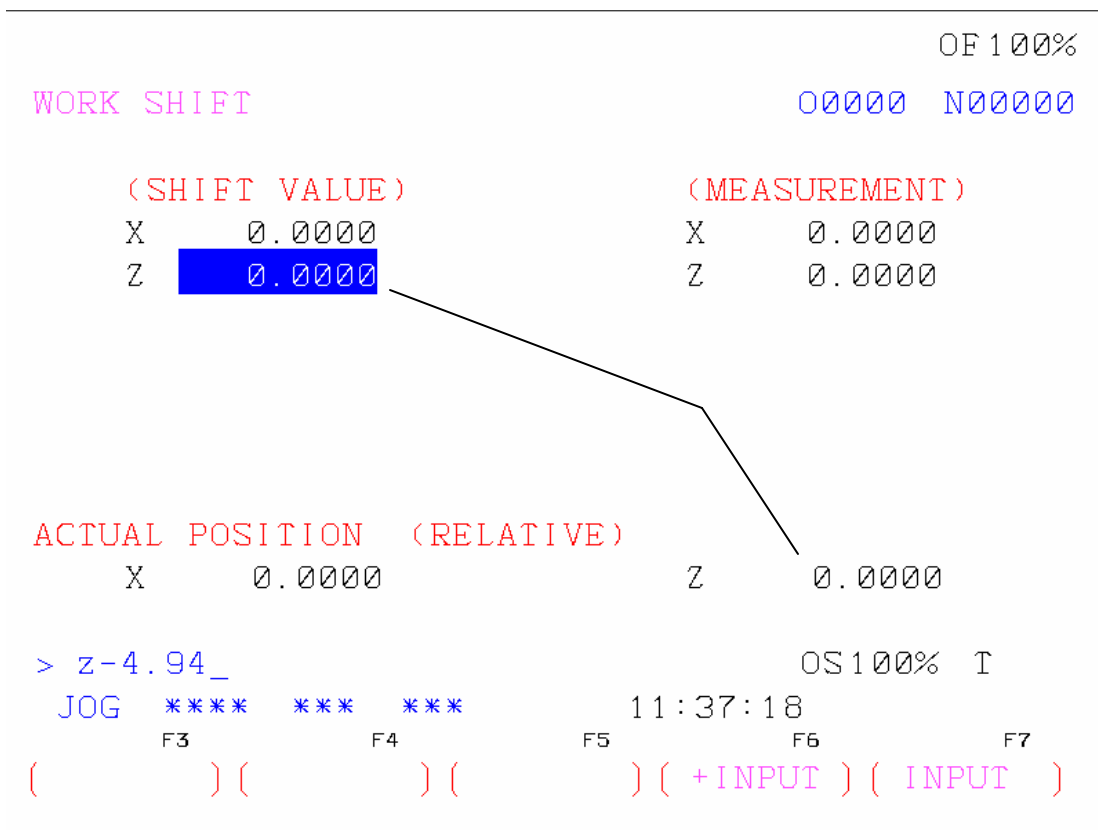 OF100%
WORK SHIFT O0000 N00000
(SHIFT VALUE) (MEASUREMENT)
X 0.0000 X 0.0000
Z 0.0000 Z 0.0000
ACTUAL POSITION (RELATIVE)
X 0.0000 Z 0.0000
> z-4.94_ OS100% T
JOG **** *** *** 11:37:18
F3 F4 F5 F6 F7
( )( )( )( +INPUT )( INPUT )